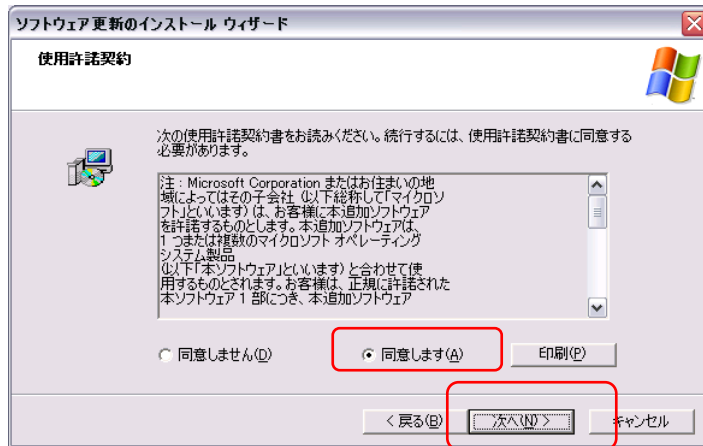 ソフトウェア更新のインストール ウィザード
使用許諾契約
次の使用許諾契約書をお読みください。続行するには、使用許諾契約書に同意する
必要があります。
注 : Microsoft Corporation またはお住まいの地
域によってはその子会社 (以下総称して「マイクロソ
フト」といいます) は、お客様に本追加ソフトウェア
を許諾するものとします。本追加ソフトウェアは、
1 つまたは複数のマイクロソフト オペレーティング
システム製品
(以下「本ソフトウェア」といいます) と合わせて使
用するものとされます。お客様は、正規に許諾された
本ソフトウェア 1 部につき、本追加ソフトウェア
同意しません(D)
同意します(A)
印刷(P)
< 戻る(B)
次へ(N) >
キャンセル